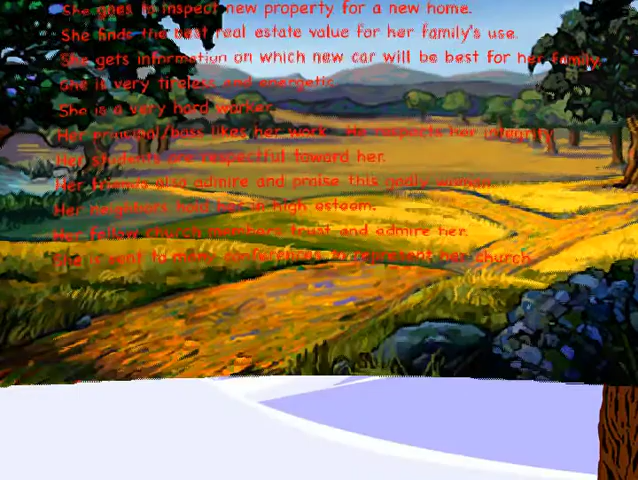 She goes to inspect new property for a new home.
She finds the best real estate value for her family's use.
She gets information on which new car will be best for her family.
She is very tireless and energetic
She is a very hard worker.
Her principal/boss likes her work. He respects her integrity.
Her students are respectful toward her.
Her friends also admire and praise this godly woman.
Her neighbors hold her in high esteem.
Her fellow church members trust and admire her.
She is sent to many conferences to represent her church.